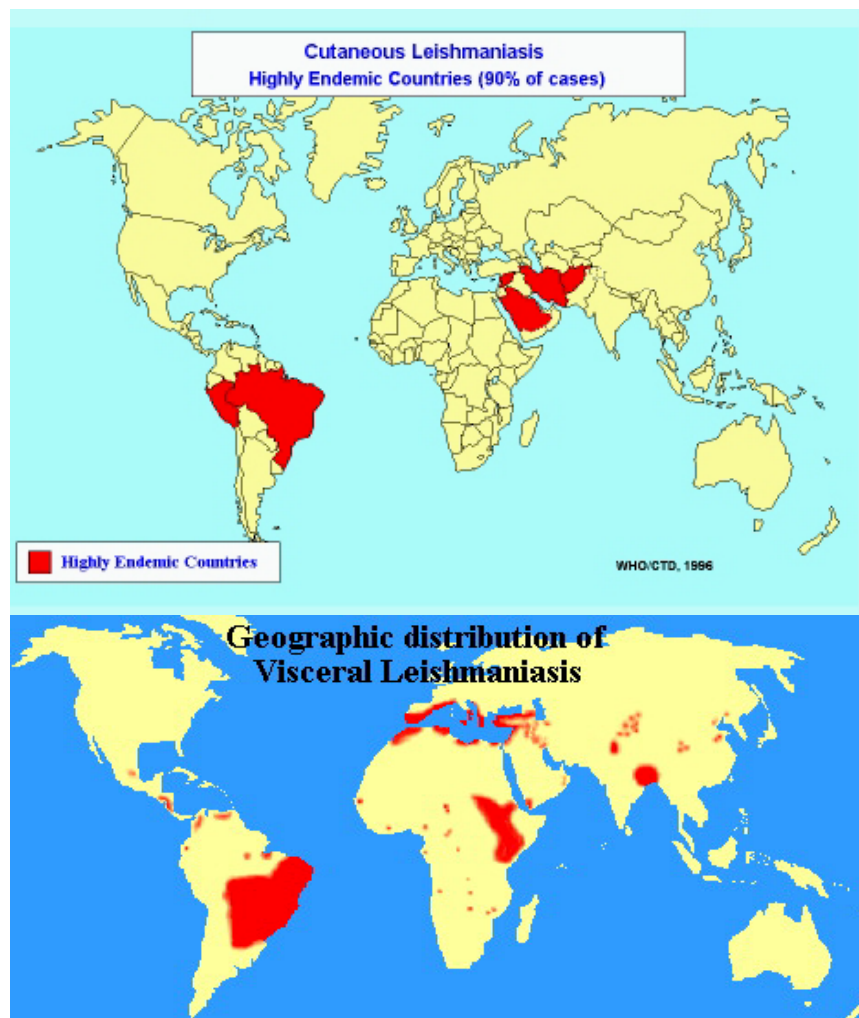 Cutaneous Leishmaniasis
Highly Endemic Countries (90% of cases)
Highly Endemic Countries
WHO/CTD, 1996
Geographic distribution of
Visceral Leishmaniasis